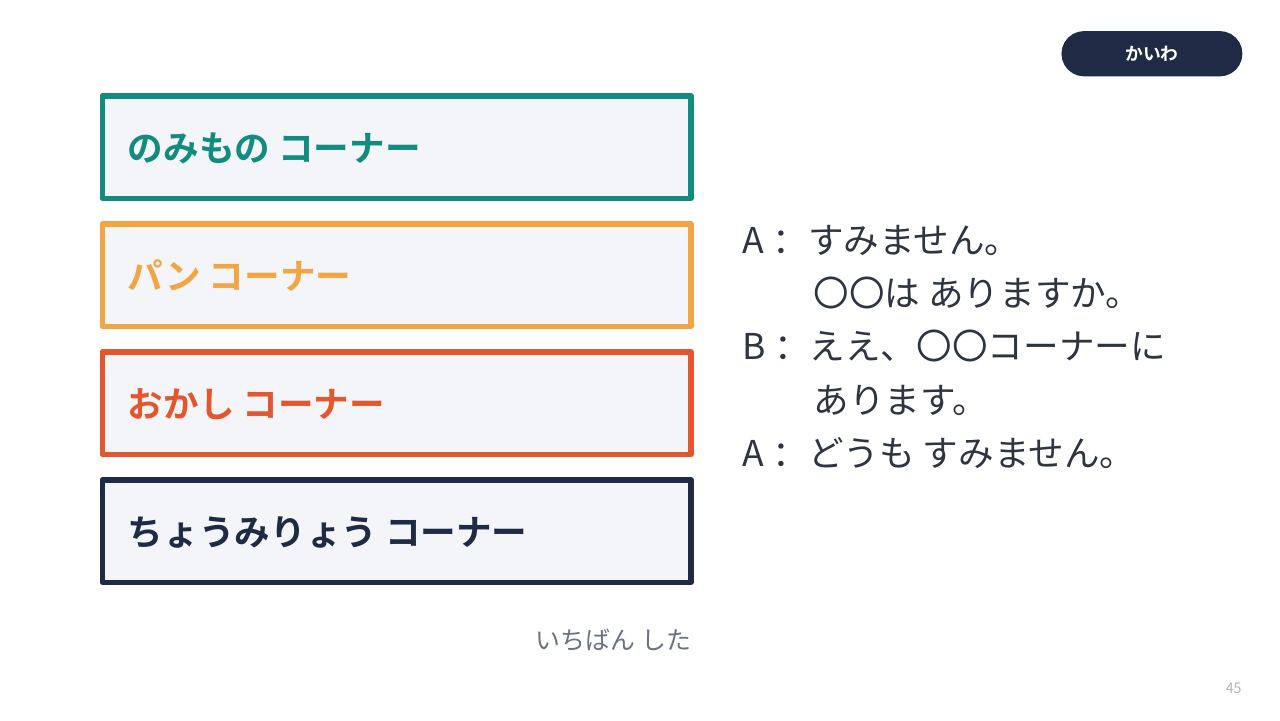 かいわ
のみもの コーナー
パン コーナー
おかし コーナー
ちょうみりょう コーナー
いちばん した
A： すみません。
〇〇は ありますか。
B： ええ、〇〇コーナーに
あります。
A： どうも すみません。
45